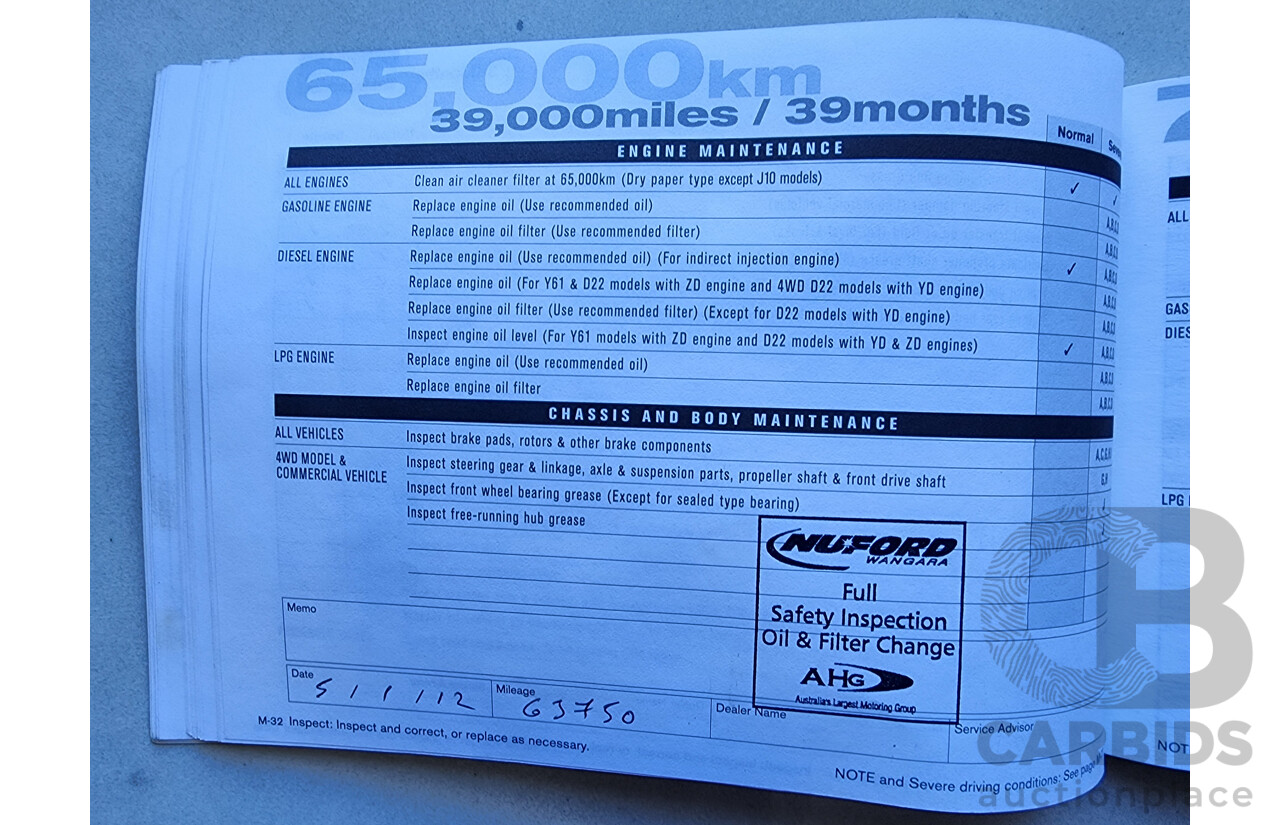 65,000km
39,000miles / 39months
Normal
ENGINE MAINTENANCE
ALL ENGINES Clean air cleaner filter at 65,000km (Dry paper type except J10 models) ✓ ✓
GASOLINE ENGINE Replace engine oil (Use recommended oil)
Replace engine oil filter (Use recommended filter)
DIESEL ENGINE Replace engine oil (Use recommended oil) (For indirect injection engine) ✓
Replace engine oil (For Y61 & D22 models with ZD engine and 4WD D22 models with YD engine)
Replace engine oil filter (Use recommended filter) (Except for D22 models with YD engine)
Inspect engine oil level (For Y61 models with ZD engine and D22 models with YD & ZD engines) ✓
LPG ENGINE Replace engine oil (Use recommended oil)
Replace engine oil filter
CHASSIS AND BODY MAINTENANCE
ALL VEHICLES Inspect brake pads, rotors & other brake components
4WD MODEL &
COMMERCIAL VEHICLE
Inspect steering gear & linkage, axle & suspension parts, propeller shaft & front drive shaft
Inspect front wheel bearing grease (Except for sealed type bearing)
Inspect free-running hub grease
NUFORD
WANGARA
Full
Safety Inspection
Oil & Filter Change
AHG
Australia's Largest Motoring Group
Memo
Date 5/1/12 Mileage 63750 Dealer Name Service Advisor
M-32 Inspect: Inspect and correct, or replace as necessary.
NOTE and Severe driving conditions: See page
ALL
GAS
DIES
LPG
NOT
CB
CARBIDS
auctionplace